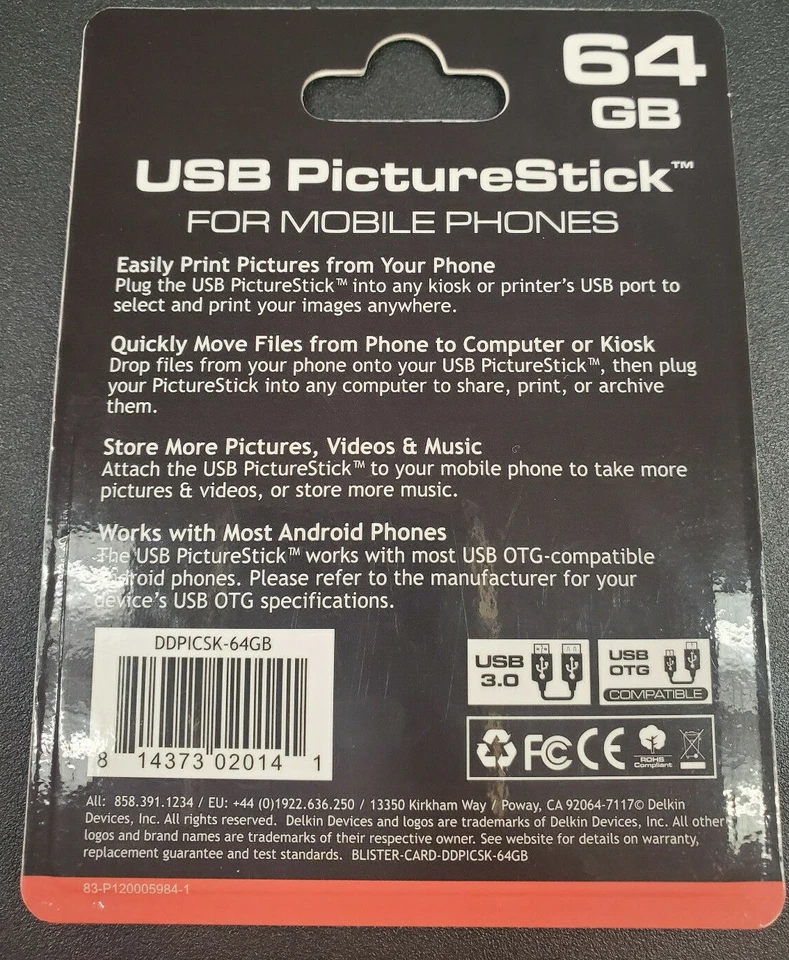 64
GB
USB PictureStick™
FOR MOBILE PHONES
Easily Print Pictures from Your Phone
Plug the USB PictureStick™ into any kiosk or printer's USB port to
select and print your images anywhere.
Quickly Move Files from Phone to Computer or Kiosk
Drop files from your phone onto your USB PictureStick™, then plug
your PictureStick into any computer to share, print, or archive
them.
Store More Pictures, Videos & Music
Attach the USB PictureStick™ to your mobile phone to take more
pictures & videos, or store more music.
Works with Most Android Phones
The USB PictureStick™ works with most USB OTG-compatible
Android phones. Please refer to the manufacturer for your
device's USB OTG specifications.
DDPICSK-64GB
8 14373 02014 1
USB
3.0
USB
OTG
COMPATIBLE
FC CE
ROHS
Compliant
All: 858.391.1234 / EU: +44 (0)1922.636.250 / 13350 Kirkham Way / Poway, CA 92064-7117© Delkin
Devices, Inc. All rights reserved. Delkin Devices and logos are trademarks of Delkin Devices, Inc. All other
logos and brand names are trademarks of their respective owner. See website for details on warranty,
replacement guarantee and test standards. BLISTER-CARD-DDPICSK-64GB
83-P120005984-1